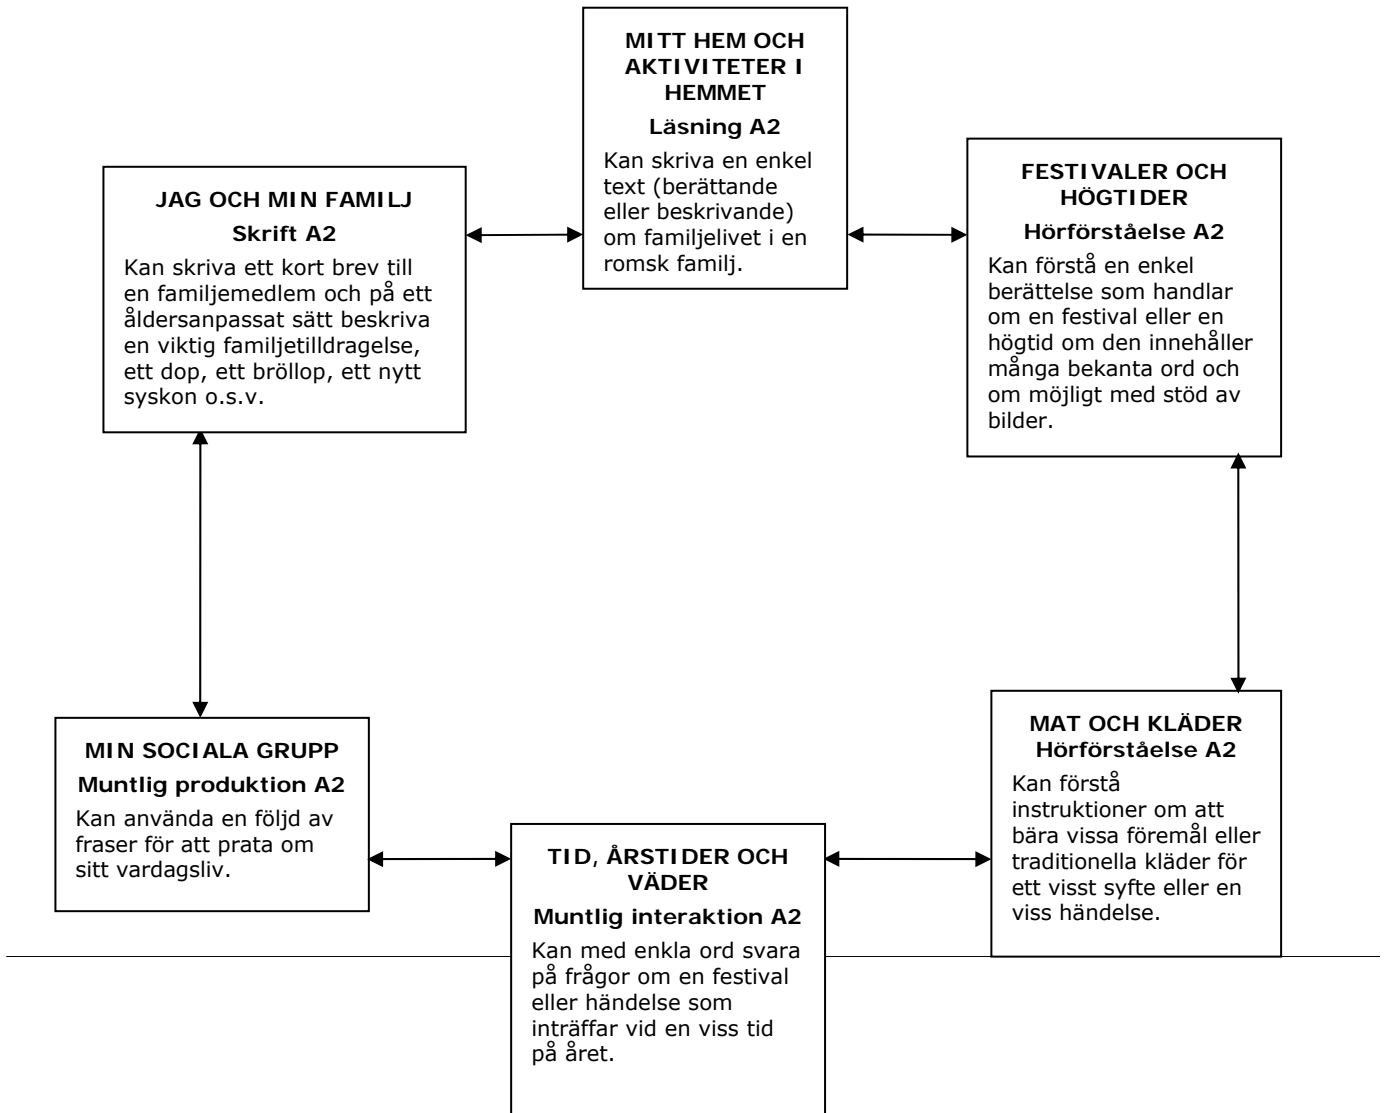 MITT HEM OCH
AKTIVITETER I
HEMMET
Läsning A2
Kan skriva en enkel
text (berättande
eller beskrivande)
om familjelivet i en
romsk familj.
JAG OCH MIN FAMILJ
Skrift A2
Kan skriva ett kort brev till
en familjemedlem och på ett
åldersanpassat sätt beskriva
en viktig familjetilldragelse,
ett dop, ett bröllop, ett nytt
syskon o.s.v.
FESTIVALER OCH
HÖGTIDER
Hörförståelse A2
Kan förstå en enkel
berättelse som handlar
om en festival eller en
högtid om den innehåller
många bekanta ord och
om möjligt med stöd av
bilder.
MIN SOCIALA GRUPP
Muntlig produktion A2
Kan använda en följd av
fraser för att prata om
sitt vardagsliv.
TID, ÅRSTIDER OCH
VÄDER
Muntlig interaktion A2
Kan med enkla ord svara
på frågor om en festival
eller händelse som
inträffar vid en viss tid
på året.
MAT OCH KLÄDER
Hörförståelse A2
Kan förstå
instruktioner om att
bära vissa föremål eller
traditionella kläder för
ett visst syfte eller en
viss händelse.